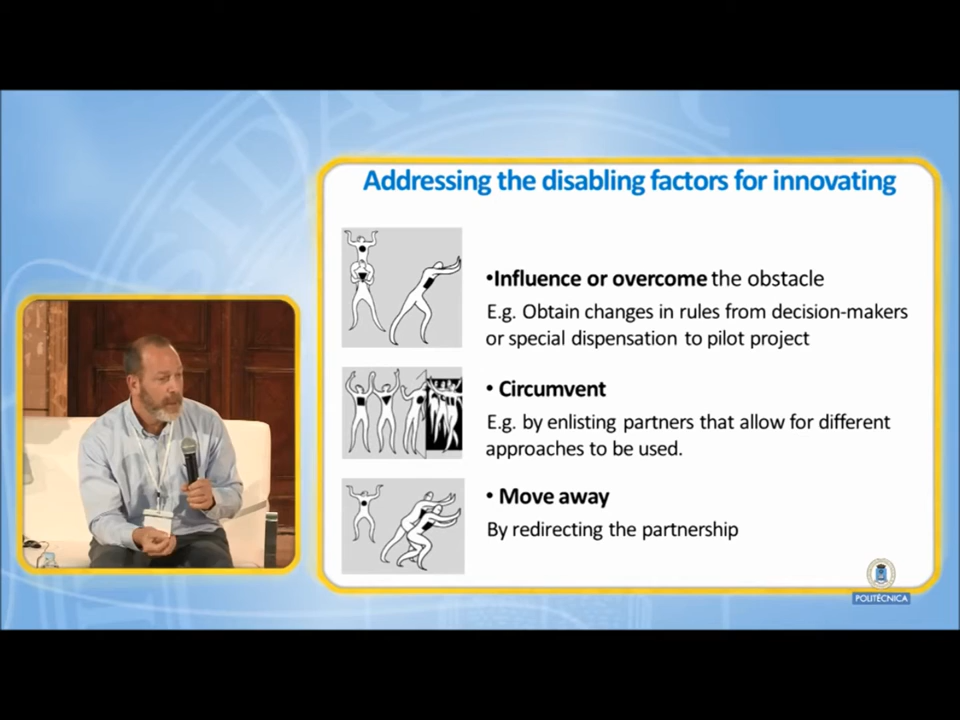 Addressing the disabling factors for innovating
•Influence or overcome the obstacle
E.g. Obtain changes in rules from decision-makers
or special dispensation to pilot project
• Circumvent
E.g. by enlisting partners that allow for different
approaches to be used.
• Move away
By redirecting the partnership
POLITÉCNICA